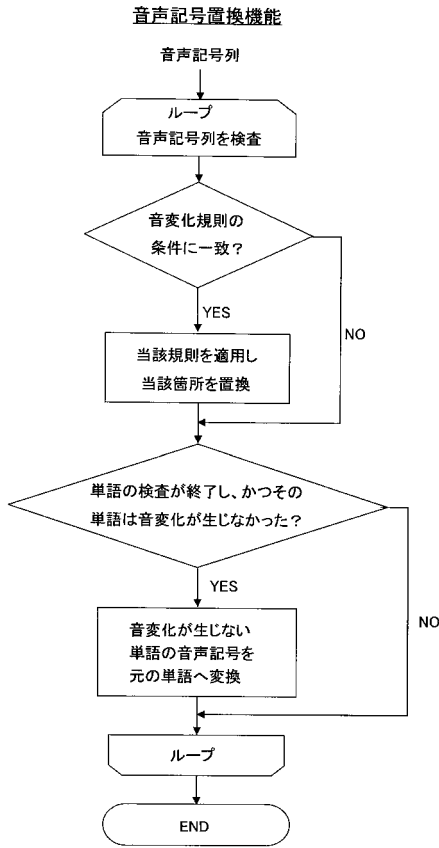 音声記号置換機能
音声記号列
ループ
音声記号列を検査
音変化規則の
条件に一致?
YES
NO
当該規則を適用し
当該箇所を置換
単語の検査が終了し、かつその
単語は音変化が生じなかった?
YES
NO
音変化が生じない
単語の音声記号を
元の単語へ変換
ループ
END